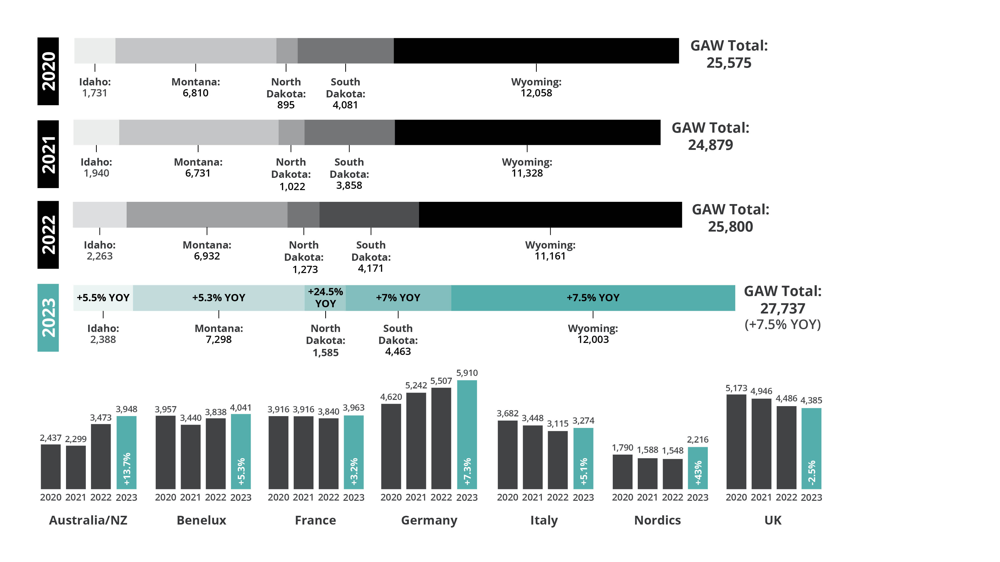 2020
GAW Total:
25,575
Idaho:
1,731
Montana:
6,810
North
Dakota:
895
South
Dakota:
4,081
Wyoming:
12,058
2021
GAW Total:
24,879
Idaho:
1,940
Montana:
6,731
North
Dakota:
1,022
South
Dakota:
3,858
Wyoming:
11,328
2022
GAW Total:
25,800
Idaho:
2,263
Montana:
6,932
North
Dakota:
1,273
South
Dakota:
4,171
Wyoming:
11,161
2023
+5.5% YOY
+5.3% YOY
+24.5%
YOY
+7% YOY
+7.5% YOY
GAW Total:
27,737
(+7.5% YOY)
Idaho:
2,388
Montana:
7,298
North
Dakota:
1,585
South
Dakota:
4,463
Wyoming:
12,003
2,437 2,299 3,473 3,948
+13.7%
2020 2021 2022 2023
Australia/NZ
3,957 3,440 3,838 4,041
+5.3%
2020 2021 2022 2023
Benelux
3,916 3,916 3,840 3,963
+3.2%
2020 2021 2022 2023
France
4,620 5,242 5,507 5,910
+7.3%
2020 2021 2022 2023
Germany
3,682 3,448 3,115 3,274
+5.1%
2020 2021 2022 2023
Italy
1,790 1,588 1,548 2,216
+43%
2020 2021 2022 2023
Nordics
5,173 4,946 4,486 4,385
-2.5%
2020 2021 2022 2023
UK